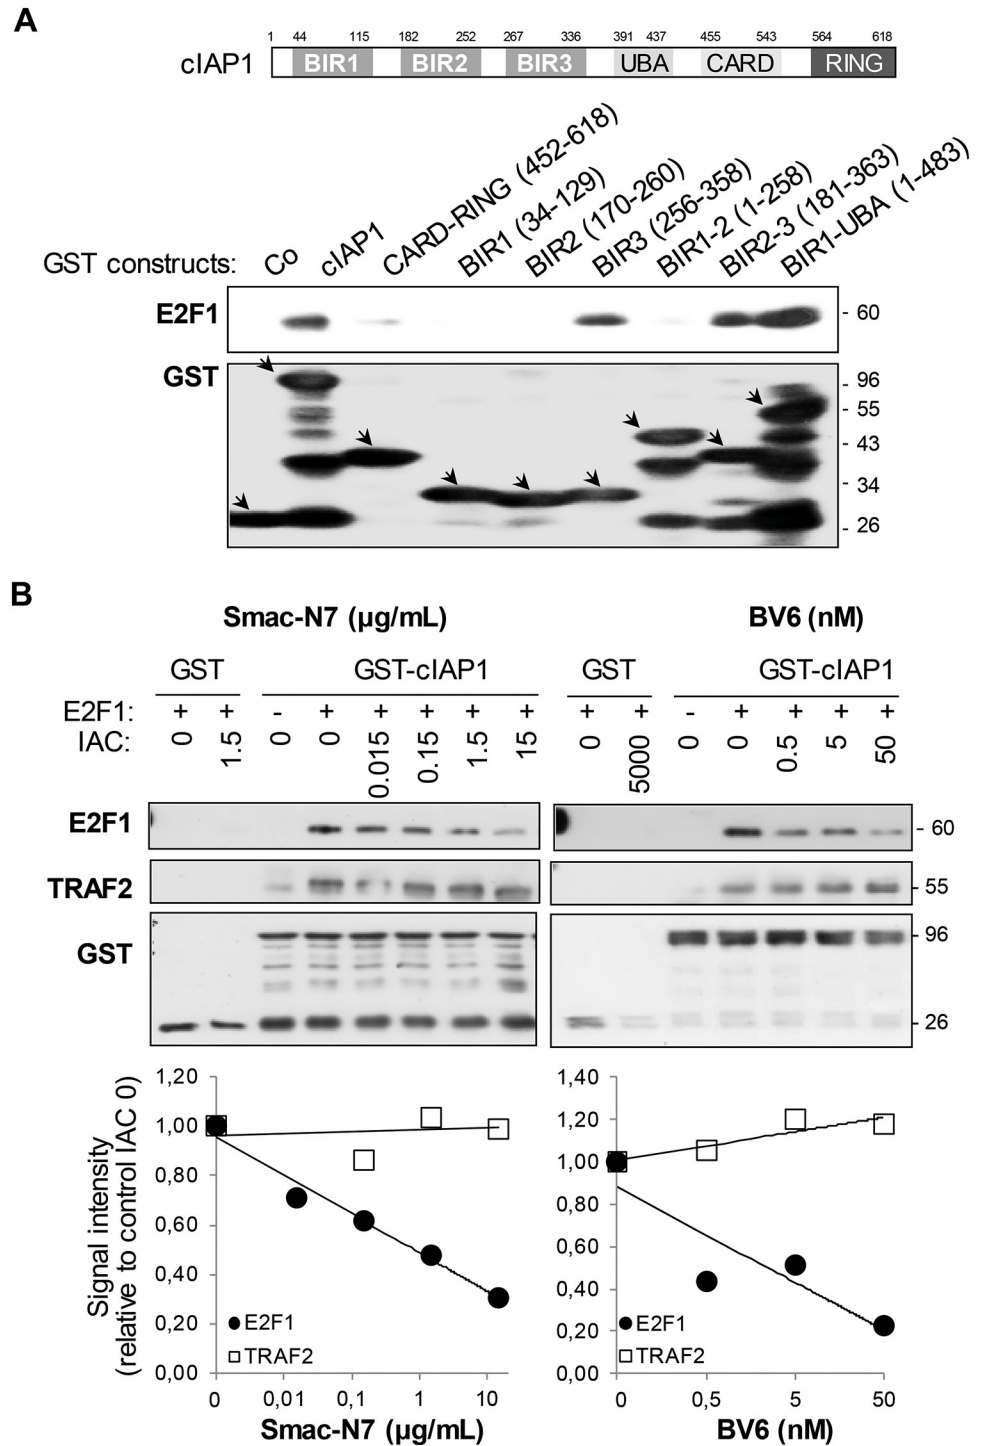 A
1 44 115 182 252 267 336 391 437 455 543 564 618
cIAP1 BIR1 BIR2 BIR3 UBA CARD RING
GST constructs: Co cIAP1 CARD-RING (452-618) BIR1 (34-129) BIR2 (170-260) BIR3 (256-358) BIR1-2 (1-258) BIR2-3 (181-363) BIR1-UBA (1-483)
E2F1 - 60
GST - 96
- 55
- 43
- 34
- 26
B
Smac-N7 (µg/mL) BV6 (nM)
GST GST-cIAP1 GST GST-cIAP1
E2F1: + + - + + + + + + + - + + + +
IAC: 0 1.5 0 0 0.015 0.15 1.5 15 0 5000 0 0 0.5 5 50
E2F1 - 60
TRAF2 - 55
GST - 96
- 26
Signal intensity
(relative to control IAC 0)
1,20
1,00
0,80
0,60
0,40
0,20
0,00
E2F1
TRAF2
0 0,01 0,1 1 10
Smac-N7 (µg/mL)
1,40
1,20
1,00
0,80
0,60
0,40
0,20
0,00
E2F1
TRAF2
0 0,5 5 50
BV6 (nM)